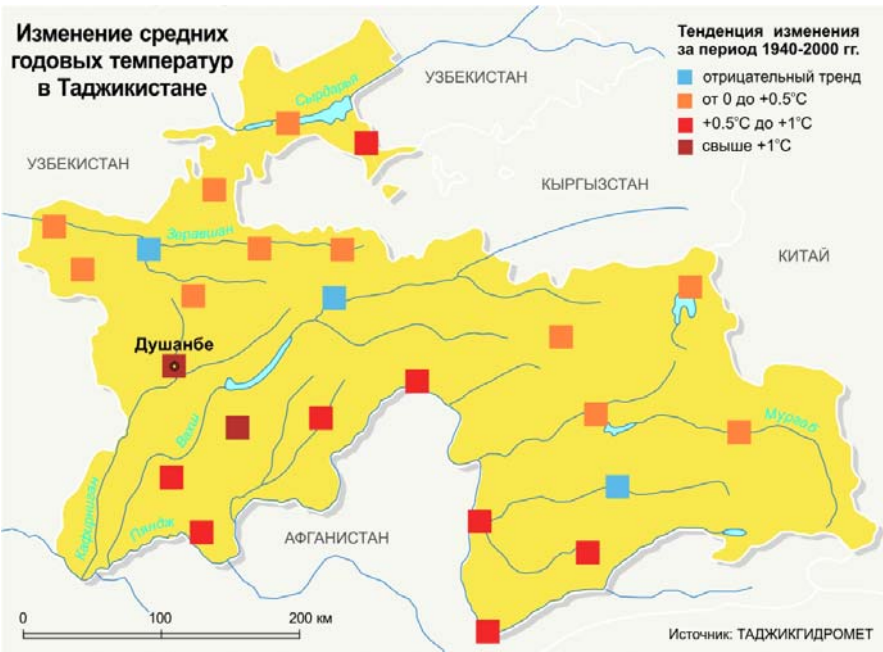 Изменение средних
годовых температур
в Таджикистане
Тенденция изменения
за период 1940-2000 гг.
отрицательный тренд
от 0 до +0.5°C
+0.5°C до +1°C
свыше +1°C
УЗБЕКИСТАН
Сырдарья
УЗБЕКИСТАН
КЫРГЫЗСТАН
Зеравшан
КИТАЙ
Душанбе
Вахш
Мургаб
Кафирниган
Пяндж
АФГАНИСТАН
0 100 200 км
Источник: ТАДЖИКГИДРОМЕТ